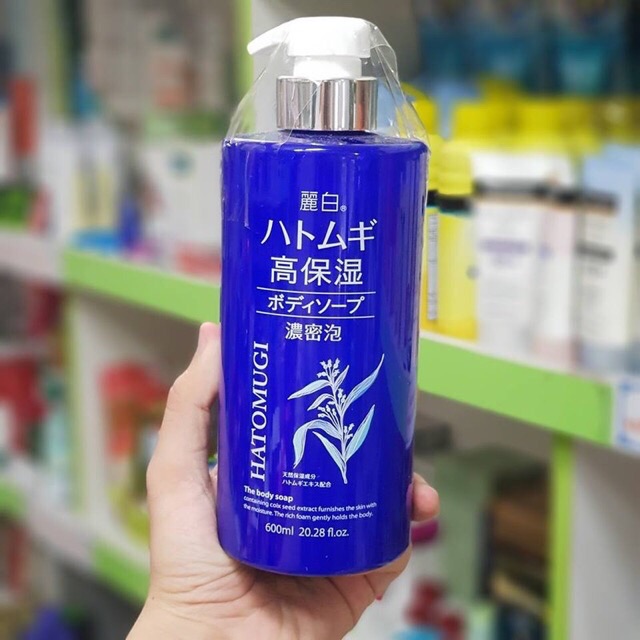 麗白®
ハトムギ
高保湿
ボディソープ
濃密泡
HATOMUGI
天然保湿成分
ハトムギエキス配合
The body soap
containing coix seed extract furnishes the skin with
the moisture. The rich foam gently holds the body.
600ml 20.28 fl.oz.